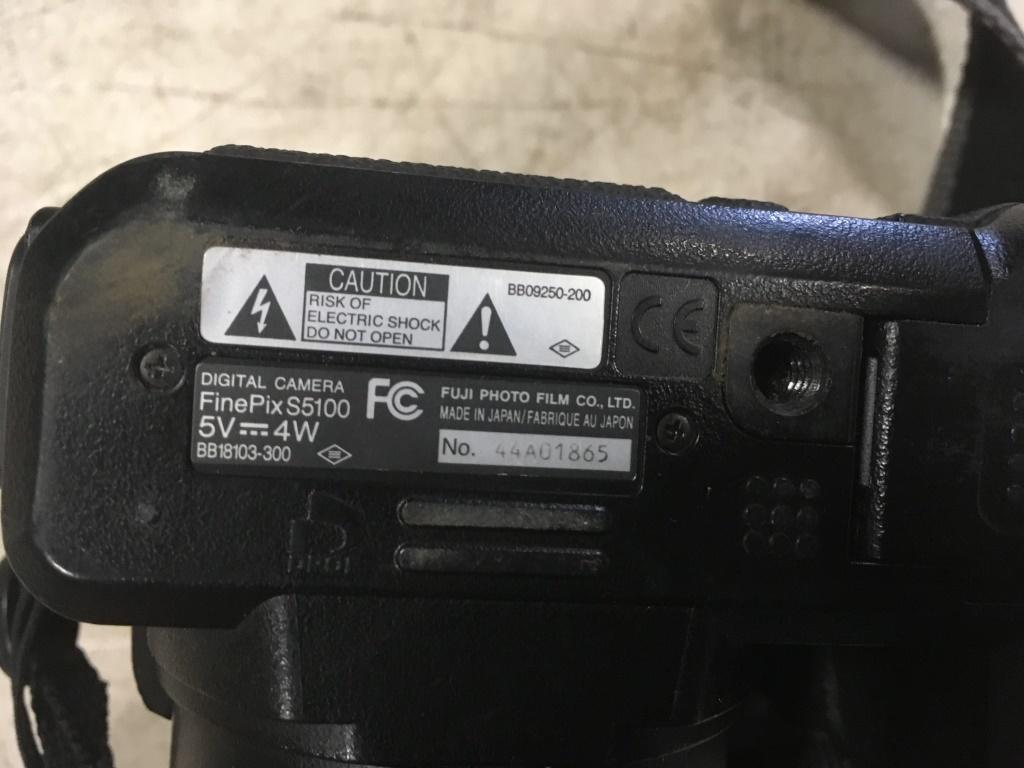 CAUTION
RISK OF
ELECTRIC SHOCK
DO NOT OPEN
BB09250-200
CE
DIGITAL CAMERA
FinePix S5100
5V⎓4W
BB18103-300
FC
FUJI PHOTO FILM CO., LTD.
MADE IN JAPAN/FABRIQUE AU JAPON
No. 44A01865